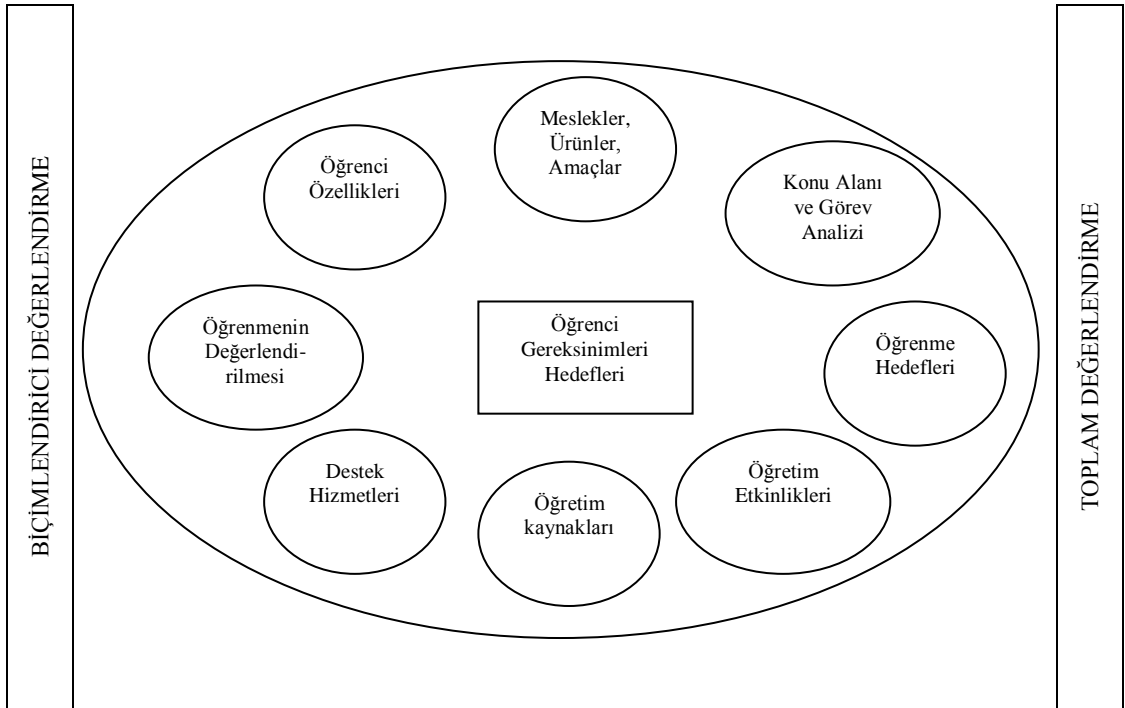 BİÇİMLENDİRİCİ DEĞERLENDİRME
Meslekler,
Ürünler,
Amaçlar
Öğrenci
Özellikleri
Konu Alanı
ve Görev
Analizi
Öğrenmenin
Değerlendi-
rilmesi
Öğrenci
Gereksinimleri
Hedefleri
Öğrenme
Hedefleri
Destek
Hizmetleri
Öğretim
kaynakları
Öğretim
Etkinlikleri
TOPLAM DEĞERLENDİRME